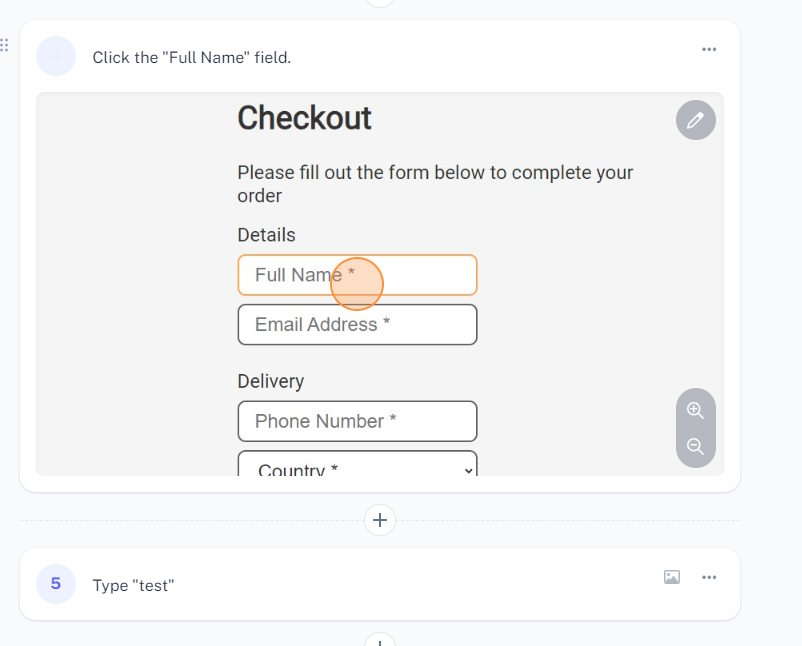 Click the "Full Name" field.
Checkout
Please fill out the form below to complete your
order
Details
Full Name *
Email Address *
Delivery
Phone Number *
Country *
5
Type "test"